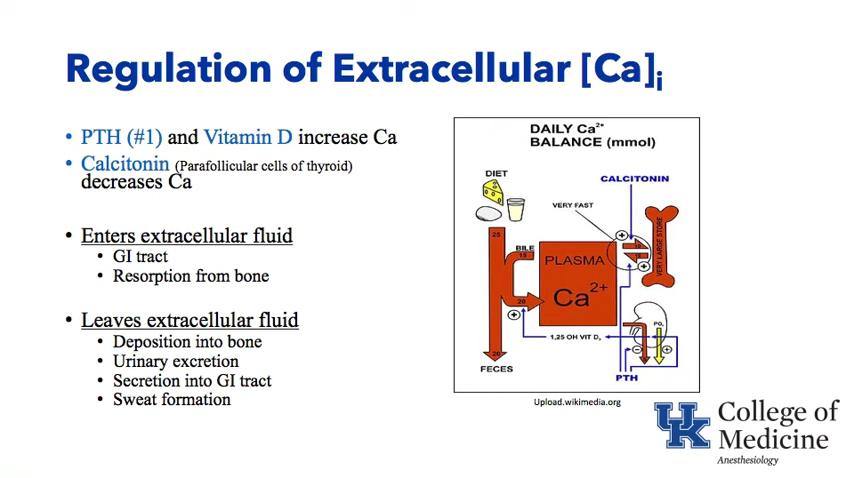 Regulation of Extracellular [Ca]i
• PTH (#1) and Vitamin D increase Ca
• Calcitonin (Parafollicular cells of thyroid)
decreases Ca
• Enters extracellular fluid
• GI tract
• Resorption from bone
• Leaves extracellular fluid
• Deposition into bone
• Urinary excretion
• Secretion into GI tract
• Sweat formation
DAILY Ca2+
BALANCE (mmol)
DIET
CALCITONIN
VERY FAST
25
BILE
15
PLASMA
Ca2+
VERY LARGE STORE
20
1,25 OH VIT D3
PO4
20
FECES
PTH
Upload.wikimedia.org
UK
College of
Medicine
Anesthesiology